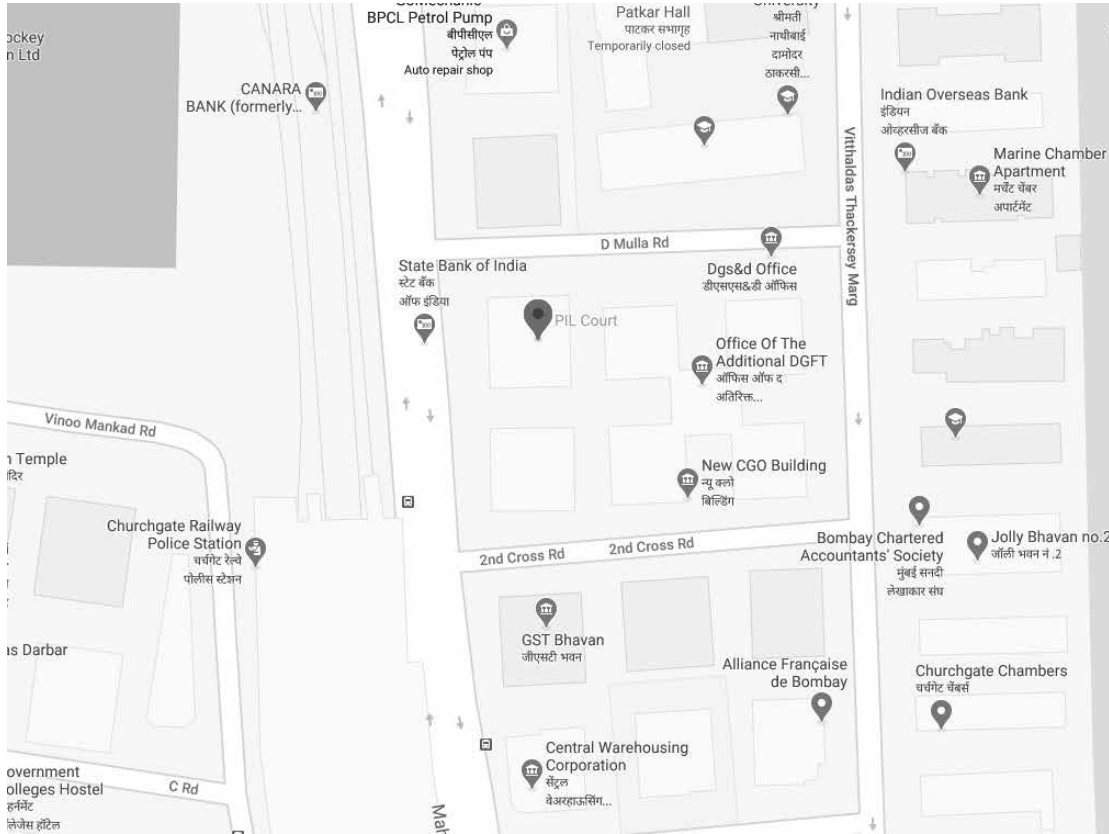 BPCL Petrol Pump
बीपीसीएल
पेट्रोल पंप
Auto repair shop
Patkar Hall
पाटकर सभागृह
Temporarily closed
श्रीमती
नाथीबाई
दामोदर
ठाकरसी...
CANARA
BANK (formerly...
Indian Overseas Bank
इंडियन
ओव्हरसीज बँक
Marine Chamber
Apartment
मर्चेंट चेंबर
अपार्टमेंट
Vitthaldas Thackersey Marg
D Mulla Rd
State Bank of India
स्टेट बँक
ऑफ इंडिया
Dgs&d Office
डीएसएस&डी ऑफिस
PIL Court
Office Of The
Additional DGFT
ऑफिस ऑफ द
अतिरिक्त...
Vinoo Mankad Rd
Temple
New CGO Building
न्यू क्लो
बिल्डिंग
Churchgate Railway
Police Station
चर्चगेट रेल्वे
पोलीस स्टेशन
2nd Cross Rd
2nd Cross Rd
Bombay Chartered
Accountants' Society
मुंबई सनदी
लेखाकार संघ
Jolly Bhavan no.2
जॉली भवन नं .2
GST Bhavan
जीएसटी भवन
as Darbar
Alliance Française
de Bombay
Churchgate Chambers
चर्चगेट चेंबर्स
Central Warehousing
Corporation
सेंट्रल
वेअरहाऊसिंग...
overnment
olleges Hostel
हर्नमेंट
लेजेस हॉटेल
C Rd
Mah